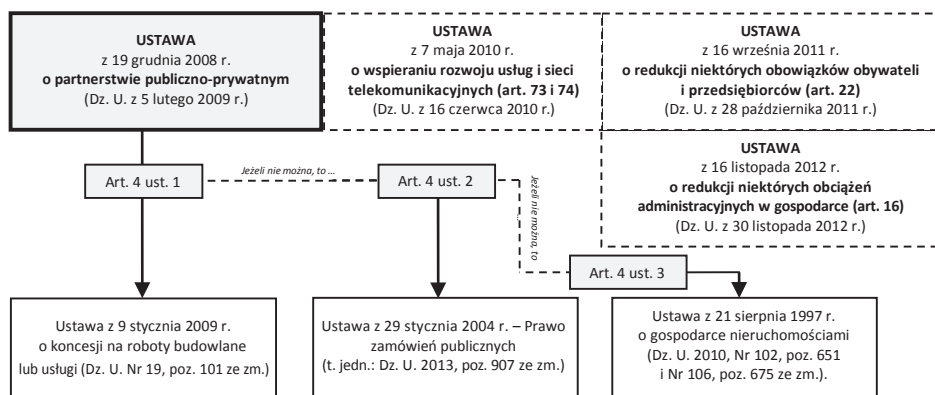 USTAWA
z 19 grudnia 2008 r.
o partnerstwie publiczno-prywatnym
(Dz. U. z 5 lutego 2009 r.)
USTAWA
z 7 maja 2010 r.
o wspieraniu rozwoju usług i sieci
telekomunikacyjnych (art. 73 i 74)
(Dz. U. z 16 czerwca 2010 r.)
USTAWA
z 16 września 2011 r.
o redukcji niektórych obowiązków obywateli
i przedsiębiorców (art. 22)
(Dz. U. z 28 października 2011 r.)
USTAWA
z 16 listopada 2012 r.
o redukcji niektórych obciążeń
administracyjnych w gospodarce (art. 16)
(Dz. U. z 30 listopada 2012 r.)
Art. 4 ust. 1
Jeżeli nie można, to ...
Art. 4 ust. 2
Jeżeli nie można, to
...
Art. 4 ust. 3
Ustawa z 9 stycznia 2009 r.
o koncesji na roboty budowlane
lub usługi (Dz. U. Nr 19, poz. 101 ze zm.)
Ustawa z 29 stycznia 2004 r. – Prawo
zamówień publicznych
(t. jedn.: Dz. U. 2013, poz. 907 ze zm.)
Ustawa z 21 sierpnia 1997 r.
o gospodarce nieruchomościami
(Dz. U. 2010, Nr 102, poz. 651
i Nr 106, poz. 675 ze zm.).